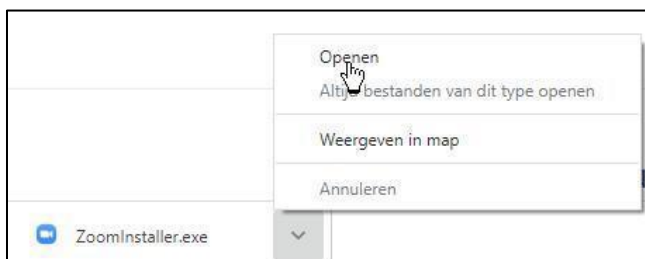 Openen
Altijd bestanden van dit type openen
Weergeven in map
Annuleren
ZoomInstaller.exe